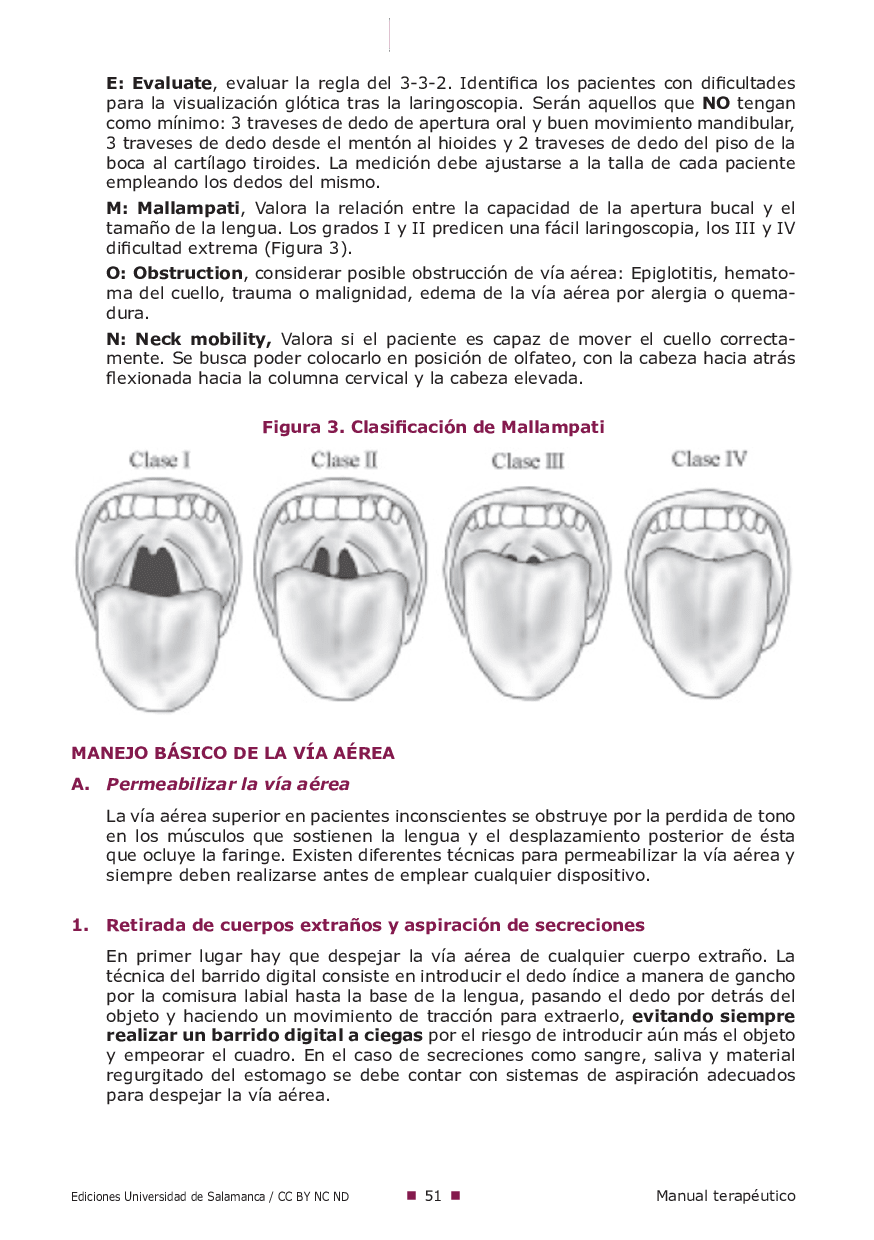 E: Evaluate, evaluar la regla del 3-3-2. Identifica los pacientes con dificultades
para la visualización glótica tras la laringoscopia. Serán aquellos que NO tengan
como mínimo: 3 traveses de dedo de apertura oral y buen movimiento mandibular,
3 traveses de dedo desde el mentón al hioides y 2 traveses de dedo del piso de la
boca al cartílago tiroides. La medición debe ajustarse a la talla de cada paciente
empleando los dedos del mismo.
M: Mallampati, Valora la relación entre la capacidad de la apertura bucal y el
tamaño de la lengua. Los grados I y II predicen una fácil laringoscopia, los III y IV
dificultad extrema (Figura 3).
O: Obstruction, considerar posible obstrucción de vía aérea: Epiglotitis, hemato-
ma del cuello, trauma o malignidad, edema de la vía aérea por alergia o quema-
dura.
N: Neck mobility, Valora si el paciente es capaz de mover el cuello correcta-
mente. Se busca poder colocarlo en posición de olfateo, con la cabeza hacia atrás
flexionada hacia la columna cervical y la cabeza elevada.
Figura 3. Clasificación de Mallampati
Clase I Clase II Clase III Clase IV
MANEJO BÁSICO DE LA VÍA AÉREA
A. Permeabilizar la vía aérea
La vía aérea superior en pacientes inconscientes se obstruye por la perdida de tono
en los músculos que sostienen la lengua y el desplazamiento posterior de ésta
que ocluye la faringe. Existen diferentes técnicas para permeabilizar la vía aérea y
siempre deben realizarse antes de emplear cualquier dispositivo.
1. Retirada de cuerpos extraños y aspiración de secreciones
En primer lugar hay que despejar la vía aérea de cualquier cuerpo extraño. La
técnica del barrido digital consiste en introducir el dedo índice a manera de gancho
por la comisura labial hasta la base de la lengua, pasando el dedo por detrás del
objeto y haciendo un movimiento de tracción para extraerlo, evitando siempre
realizar un barrido digital a ciegas por el riesgo de introducir aún más el objeto
y empeorar el cuadro. En el caso de secreciones como sangre, saliva y material
regurgitado del estomago se debe contar con sistemas de aspiración adecuados
para despejar la vía aérea.
Ediciones Universidad de Salamanca / CC BY NC ND ■ 51 ■ Manual terapéutico